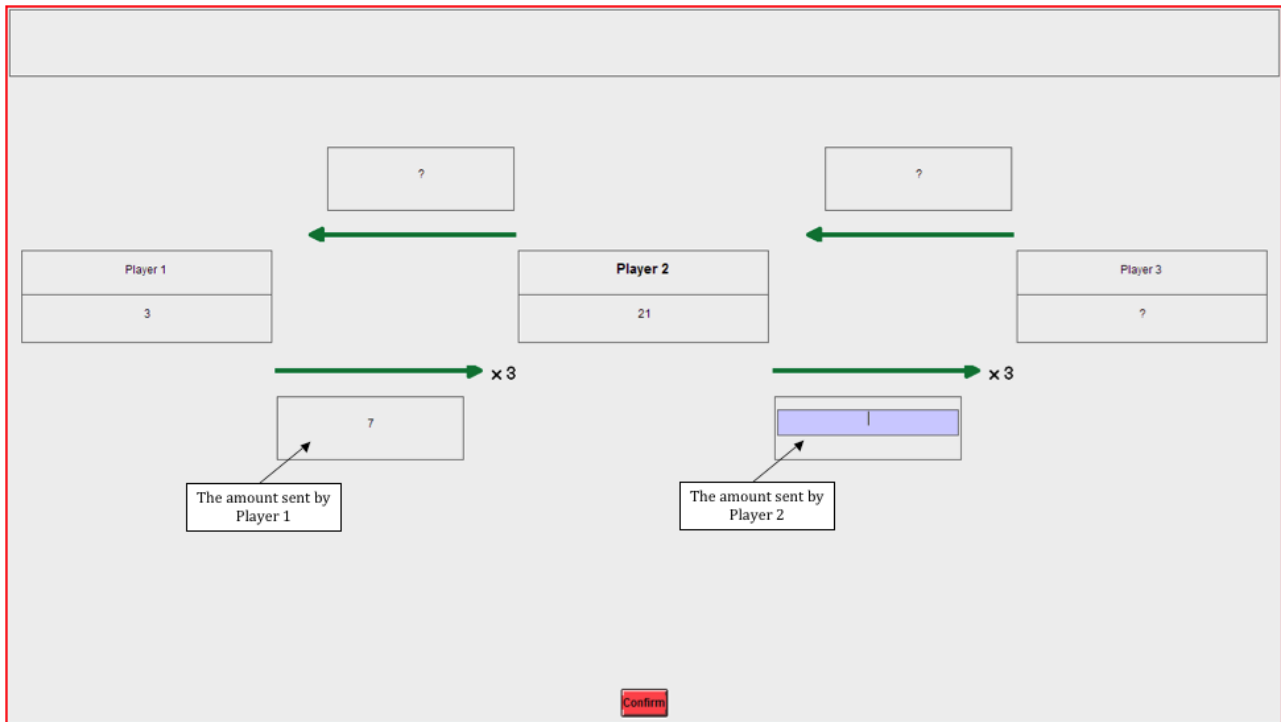 ?
?
Player 1
Player 2
Player 3
3
21
?
x 3
x 3
7
The amount sent by
Player 1
The amount sent by
Player 2
Confirm